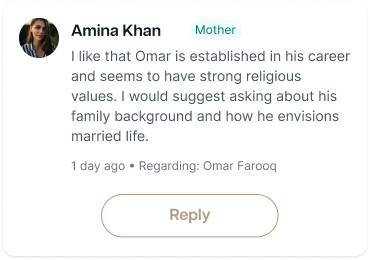 Amina Khan Mother
I like that Omar is established in his career
and seems to have strong religious
values. I would suggest asking about his
family background and how he envisions
married life.
1 day ago • Regarding: Omar Farooq
Reply